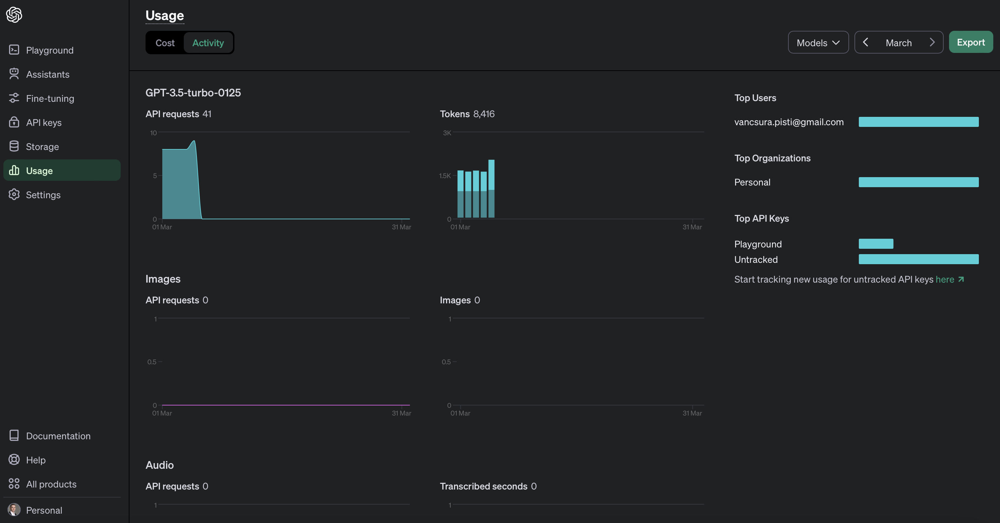 Usage
Cost
Activity
Models
March
Export
Playground
Assistants
Fine-tuning
API keys
Storage
Usage
Settings
Documentation
Help
All products
Personal
GPT-3.5-turbo-0125
API requests 41
10
5
0
01 Mar
31 Mar
Tokens 8,416
3K
1.5K
0
01 Mar
31 Mar
Images
API requests 0
1
0.5
0
01 Mar
31 Mar
Images 0
1
0.5
0
01 Mar
31 Mar
Audio
API requests 0
1
Transcribed seconds 0
1
Top Users
vancsura.pisti@gmail.com
Top Organizations
Personal
Top API Keys
Playground
Untracked
Start tracking new usage for untracked API keys here